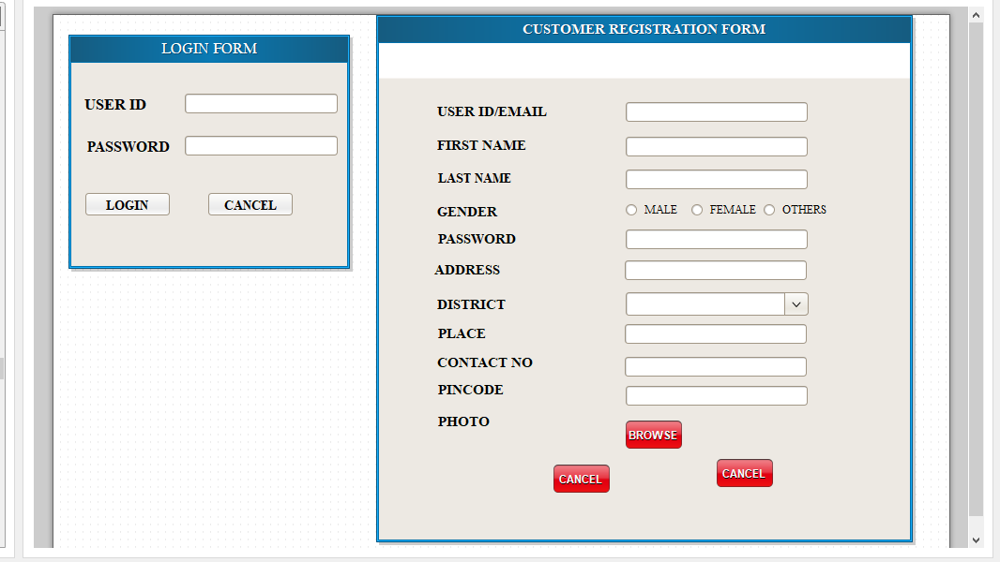 LOGIN FORM
USER ID
PASSWORD
LOGIN CANCEL
CUSTOMER REGISTRATION FORM
USER ID/EMAIL
FIRST NAME
LAST NAME
GENDER MALE FEMALE OTHERS
PASSWORD
ADDRESS
DISTRICT
PLACE
CONTACT NO
PINCODE
PHOTO BROWSE
CANCEL CANCEL